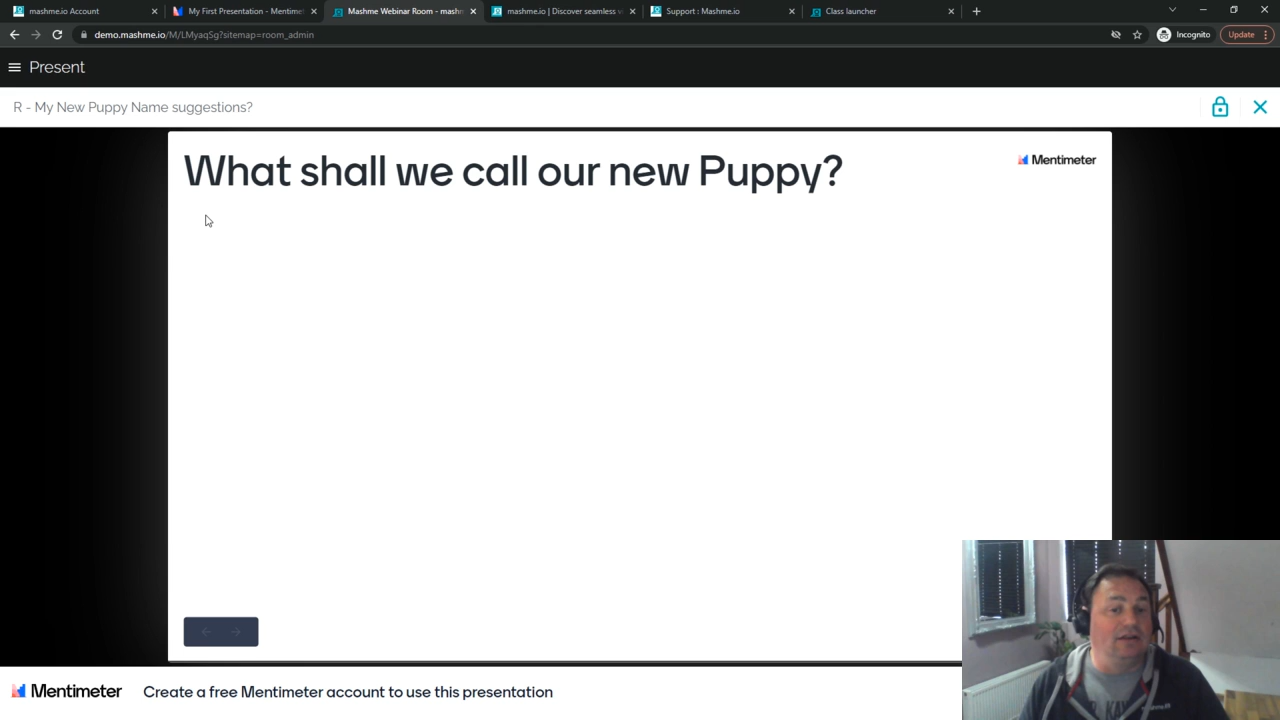 mashme.io Account
My First Presentation - Mentimet
Mashme Webinar Room - mashm
mashme.io | Discover seamless v
Support : Mashme.io
Class launcher
demo.mashme.io/M/LMyaqSg?sitemap=room_admin
Incognito
Update
Present
R - My New Puppy Name suggestions?
What shall we call our new Puppy?
Mentimeter
Mentimeter
Create a free Mentimeter account to use this presentation